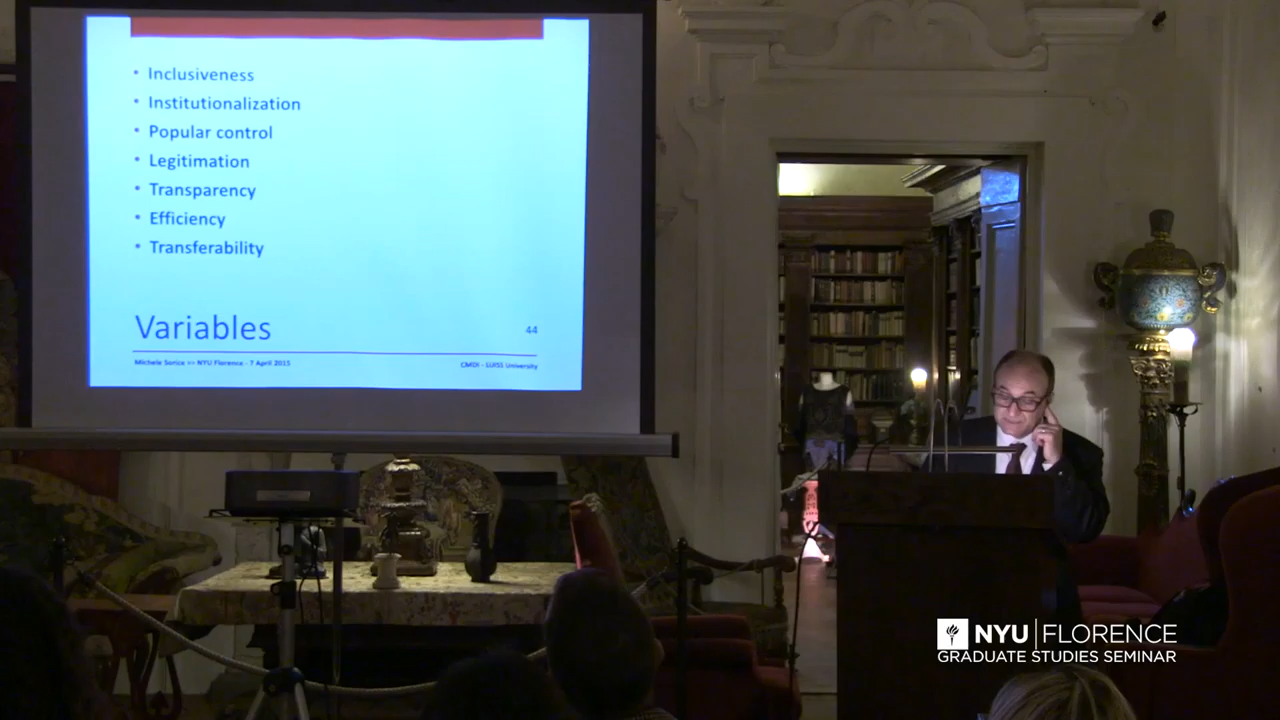 • Inclusiveness
• Institutionalization
• Popular control
• Legitimation
• Transparency
• Efficiency
• Transferability
Variables
44
Michele Sorice >> NYU Florence - 7 April 2015
CMDI - LUISS University
NYU FLORENCE
GRADUATE STUDIES SEMINAR